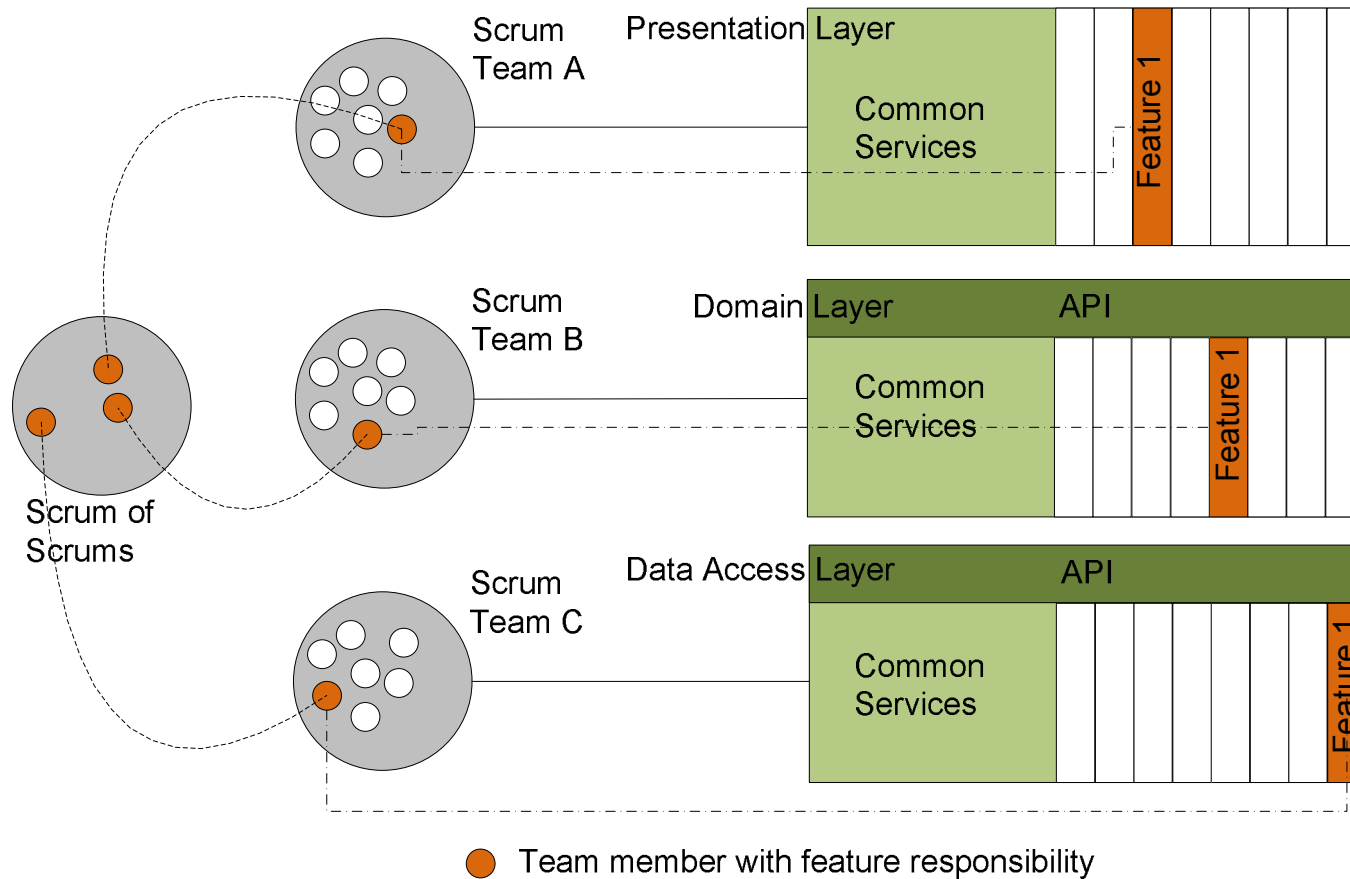 Scrum
Team A
Presentation Layer
Common
Services
Feature 1
Scrum
Team B
Domain Layer
API
Common
Services
Feature 1
Scrum of
Scrums
Scrum
Team C
Data Access Layer
API
Common
Services
Feature 1
Team member with feature responsibility